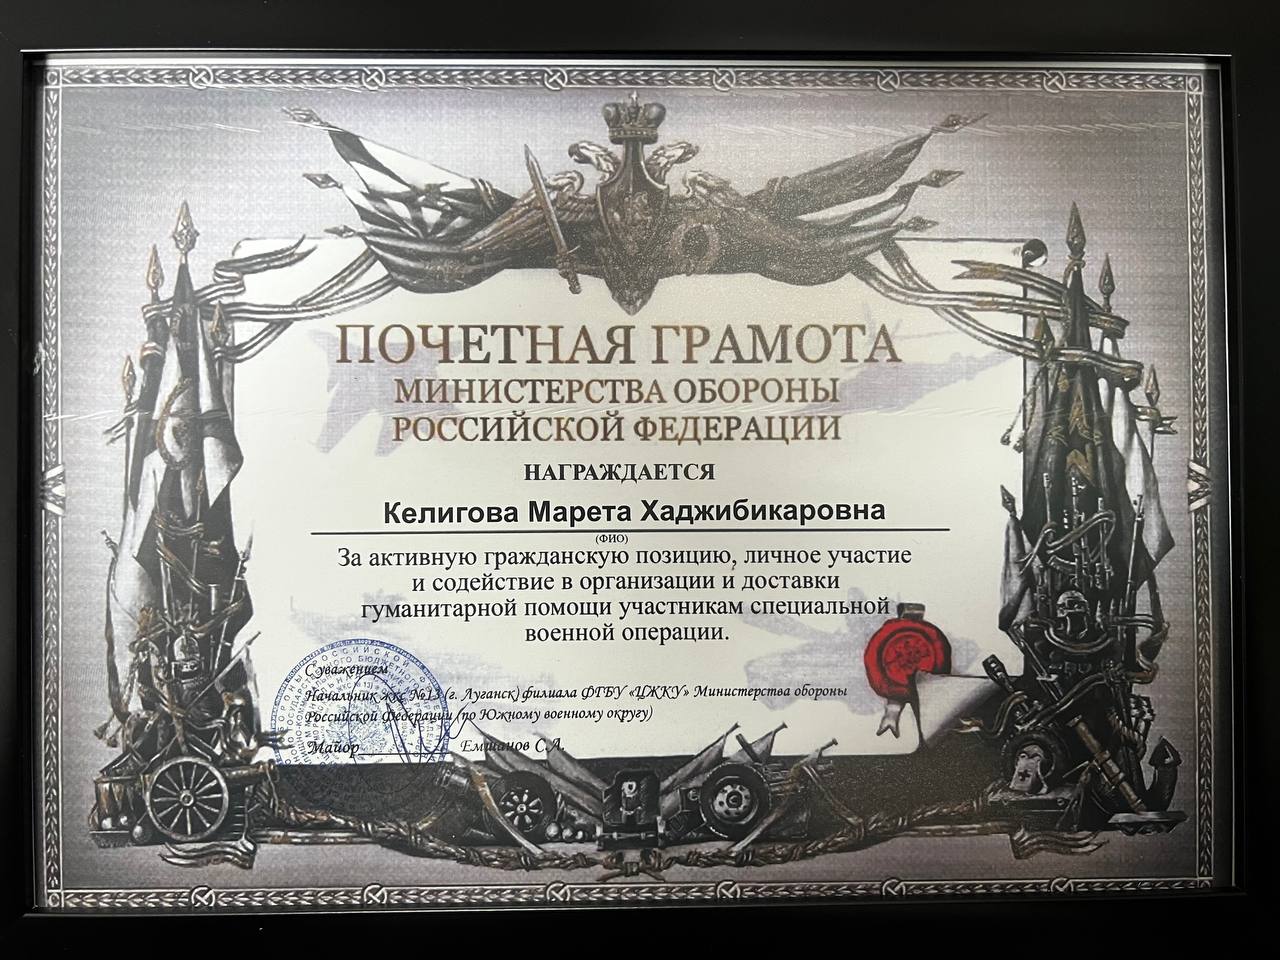 ПОЧЕТНАЯ ГРАМОТА
МИНИСТЕРСТВА ОБОРОНЫ
РОССИЙСКОЙ ФЕДЕРАЦИИ
НАГРАЖДАЕТСЯ
Келигова Марета Хаджибикаровна
(ФИО)
За активную гражданскую позицию, личное участие
и содействие в организации и доставки
гуманитарной помощи участникам специальной
военной операции.
С уважением
Начальник жкс №13 (г. Луганск) филиала ФГБУ «ЦЖКУ» Министерства обороны
Российской Федерации (по Южному военному округу)
Майор Емшанов С.А.